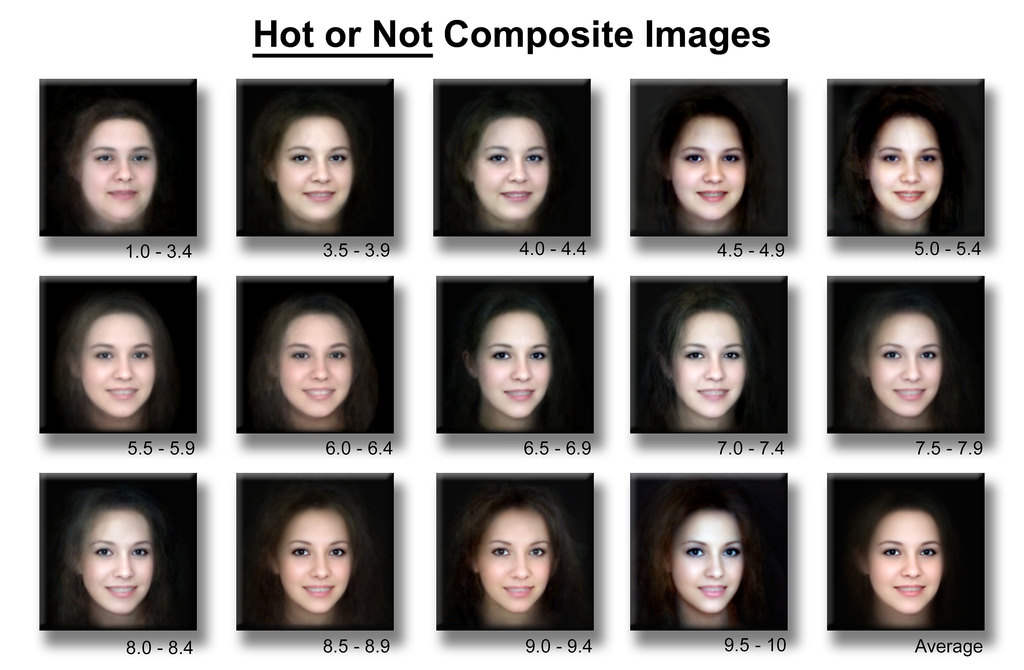 Hot or Not Composite Images
1.0 - 3.4
3.5 - 3.9
4.0 - 4.4
4.5 - 4.9
5.0 - 5.4
5.5 - 5.9
6.0 - 6.4
6.5 - 6.9
7.0 - 7.4
7.5 - 7.9
8.0 - 8.4
8.5 - 8.9
9.0 - 9.4
9.5 - 10
Average